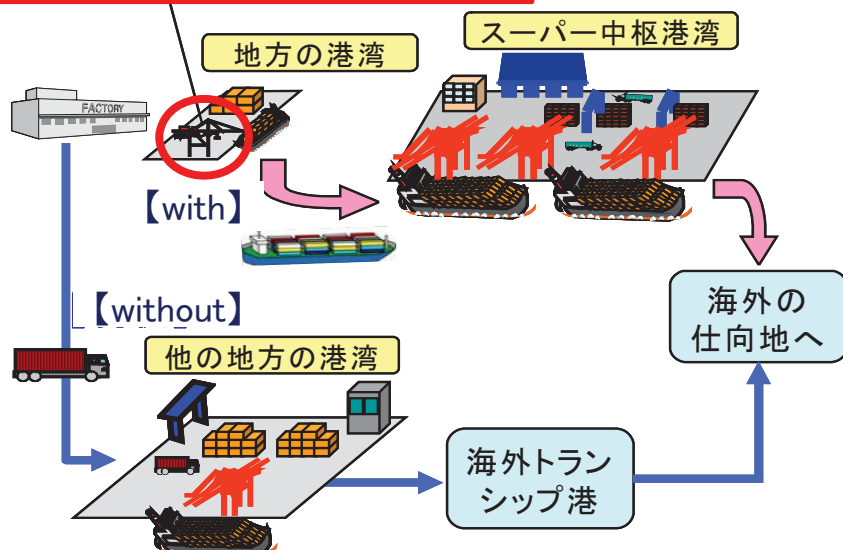 地方の港湾
スーパー中枢港湾
FACTORY
【with】
【without】
海外の
仕向地へ
他の地方の港湾
海外トラン
シップ港